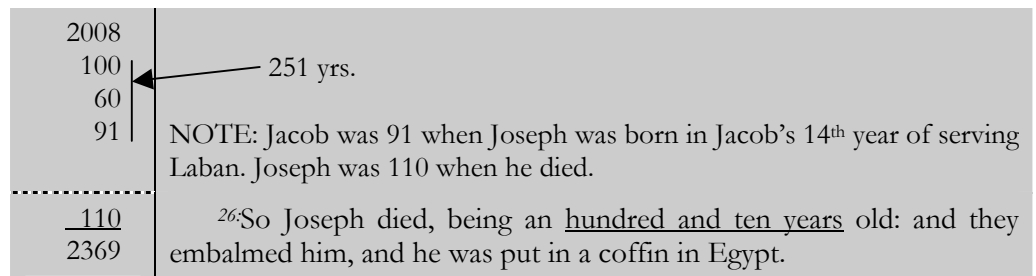 2008
100
60
91
251 yrs.
NOTE: Jacob was 91 when Joseph was born in Jacob’s 14th year of serving
Laban. Joseph was 110 when he died.
110
2369
26:So Joseph died, being an hundred and ten years old: and they
embalmed him, and he was put in a coffin in Egypt.